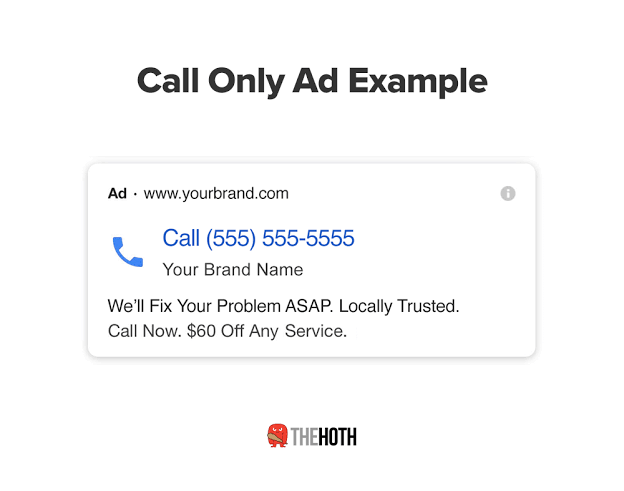 Call Only Ad Example
Ad · www.yourbrand.com
Call (555) 555-5555
Your Brand Name
We'll Fix Your Problem ASAP. Locally Trusted.
Call Now. $60 Off Any Service.
THEHOTH